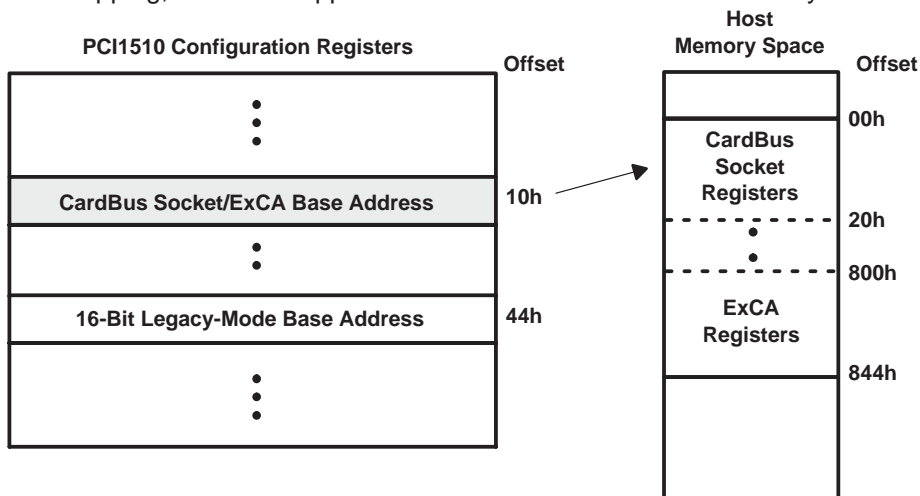 Host
PCI1510 Configuration Registers
Memory Space
Offset
Offset
00h
CardBus
Socket
Registers
CardBus Socket/ExCA Base Address
10h
20h
800h
16-Bit Legacy-Mode Base Address
44h
ExCA
Registers
844h